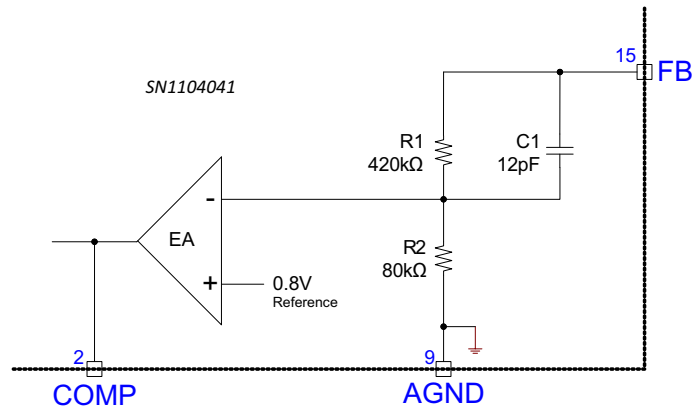 15
FB
SN1104041
R1
420kΩ
C1
12pF
-
EA
R2
80kΩ
+
0.8V
Reference
2
9
COMP
AGND